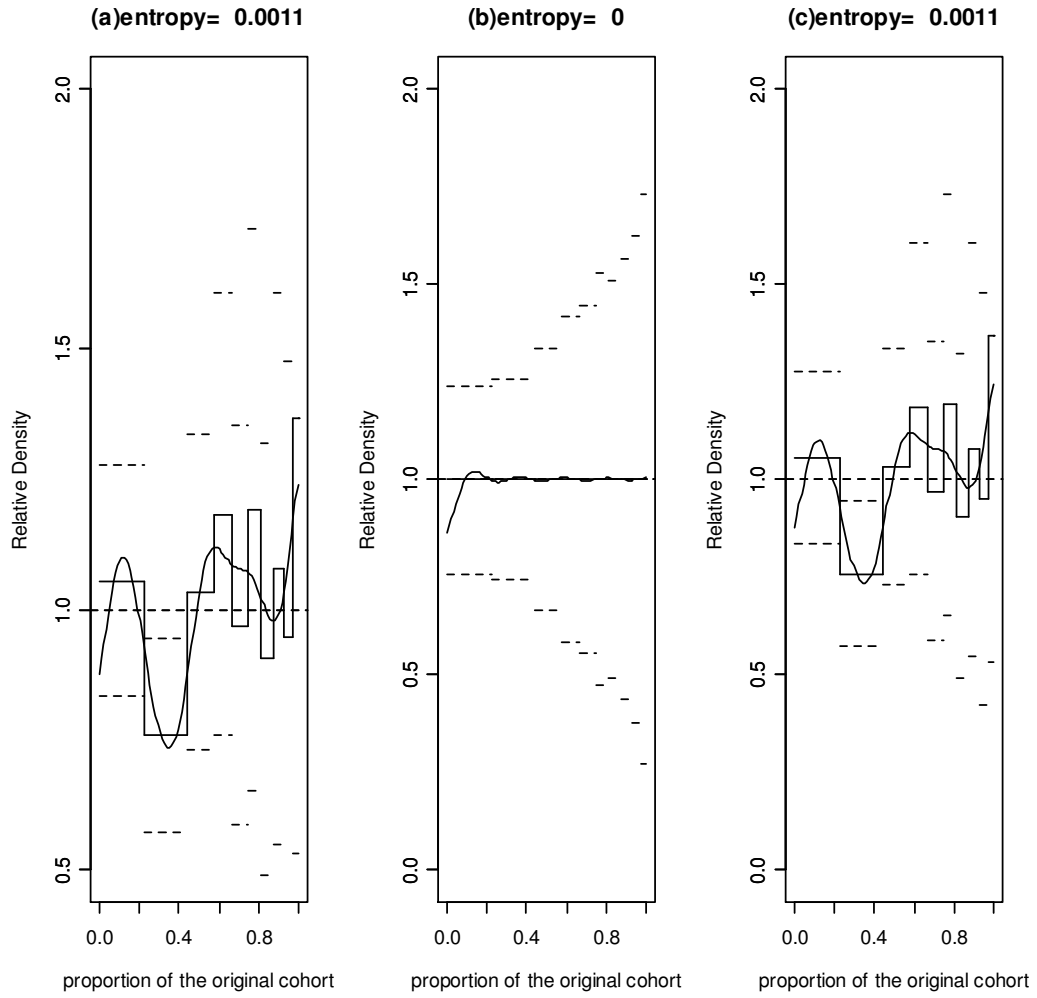 (a)entropy= 0.0011
2.0
1.5
1.0
0.5
Relative Density
0.0 0.4 0.8
proportion of the original cohort
(b)entropy= 0
2.0
1.5
1.0
0.5
0.0
Relative Density
0.0 0.4 0.8
proportion of the original cohort
(c)entropy= 0.0011
2.0
1.5
1.0
0.5
0.0
Relative Density
0.0 0.4 0.8
proportion of the original cohort